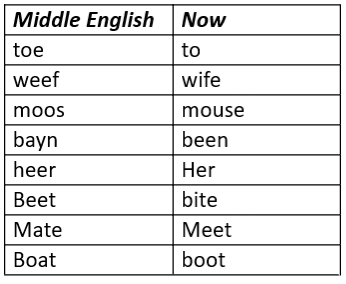 Middle English Now
toe to
weef wife
moos mouse
bayn been
heer Her
Beet bite
Mate Meet
Boat boot